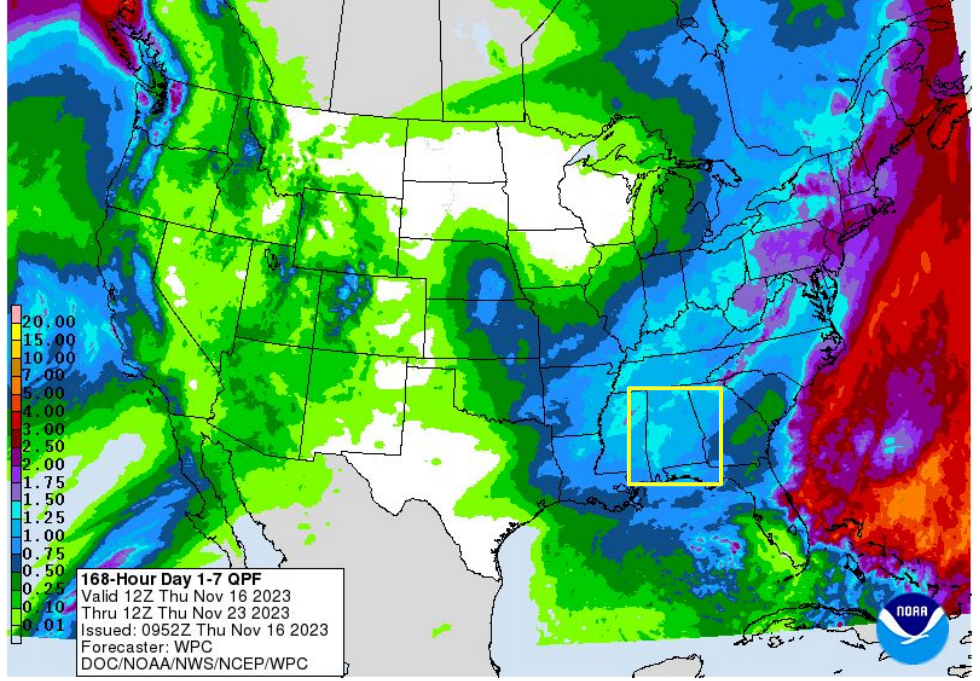 20.00
15.00
10.00
7.00
5.00
4.00
3.00
2.50
2.00
1.75
1.50
1.25
1.00
0.75
0.50
0.25
0.10
0.01
168-Hour Day 1-7 QPF
Valid 12Z Thu Nov 16 2023
Thru 12Z Thu Nov 23 2023
Issued: 0952Z Thu Nov 16 2023
Forecaster: WPC
DOC/NOAA/NWS/NCEP/WPC
NOAA